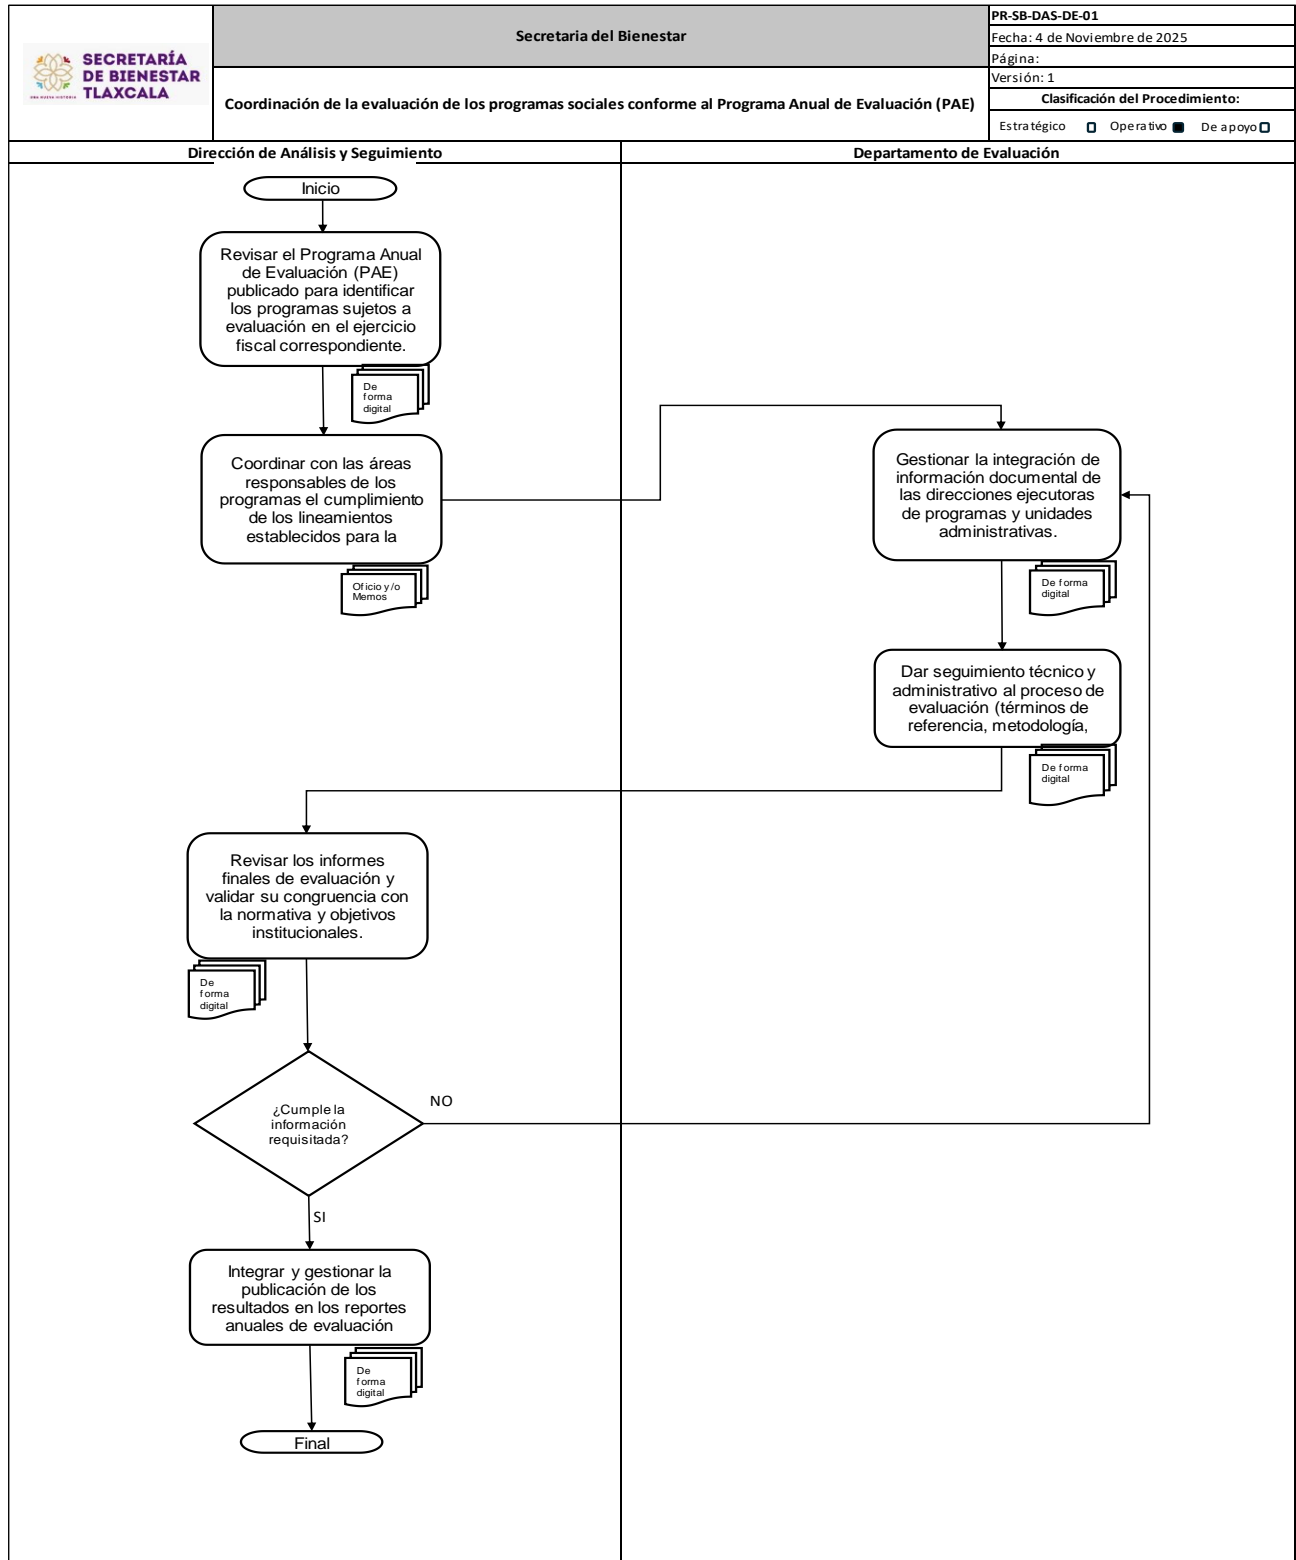 SECRETARÍA
DE BIENESTAR
TLAXCALA
UNA NUEVA HISTORIA
Secretaria del Bienestar
Coordinación de la evaluación de los programas sociales conforme al Programa Anual de Evaluación (PAE)
PR-SB-DAS-DE-01
Fecha: 4 de Noviembre de 2025
Página:
Versión: 1
Clasificación del Procedimiento:
Estratégico Operativo De apoyo
Dirección de Análisis y Seguimiento
Departamento de Evaluación
Inicio
Revisar el Programa Anual
de Evaluación (PAE)
publicado para identificar
los programas sujetos a
evaluación en el ejercicio
fiscal correspondiente.
De
forma
digital
Coordinar con las áreas
responsables de los
programas el cumplimiento
de los lineamientos
establecidos para la
Oficio y/o
Memos
Gestionar la integración de
información documental de
las direcciones ejecutoras
de programas y unidades
administrativas.
De forma
digital
Dar seguimiento técnico y
administrativo al proceso de
evaluación (términos de
referencia, metodología,
De forma
digital
Revisar los informes
finales de evaluación y
validar su congruencia con
la normativa y objetivos
institucionales.
De
forma
digital
¿Cumple la
información
requisitada?
NO
SI
Integrar y gestionar la
publicación de los
resultados en los reportes
anuales de evaluación
De
forma
digital
Final